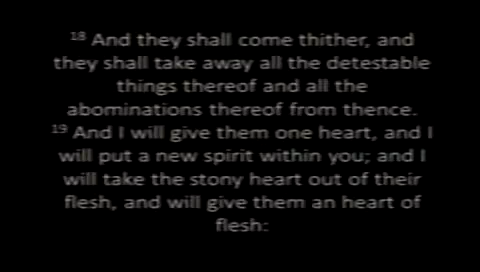 18 And they shall come thither, and
they shall take away all the detestable
things thereof and all the
abominations thereof from thence.
19 And I will give them one heart, and I
will put a new spirit within you; and I
will take the stony heart out of their
flesh, and will give them an heart of
flesh: